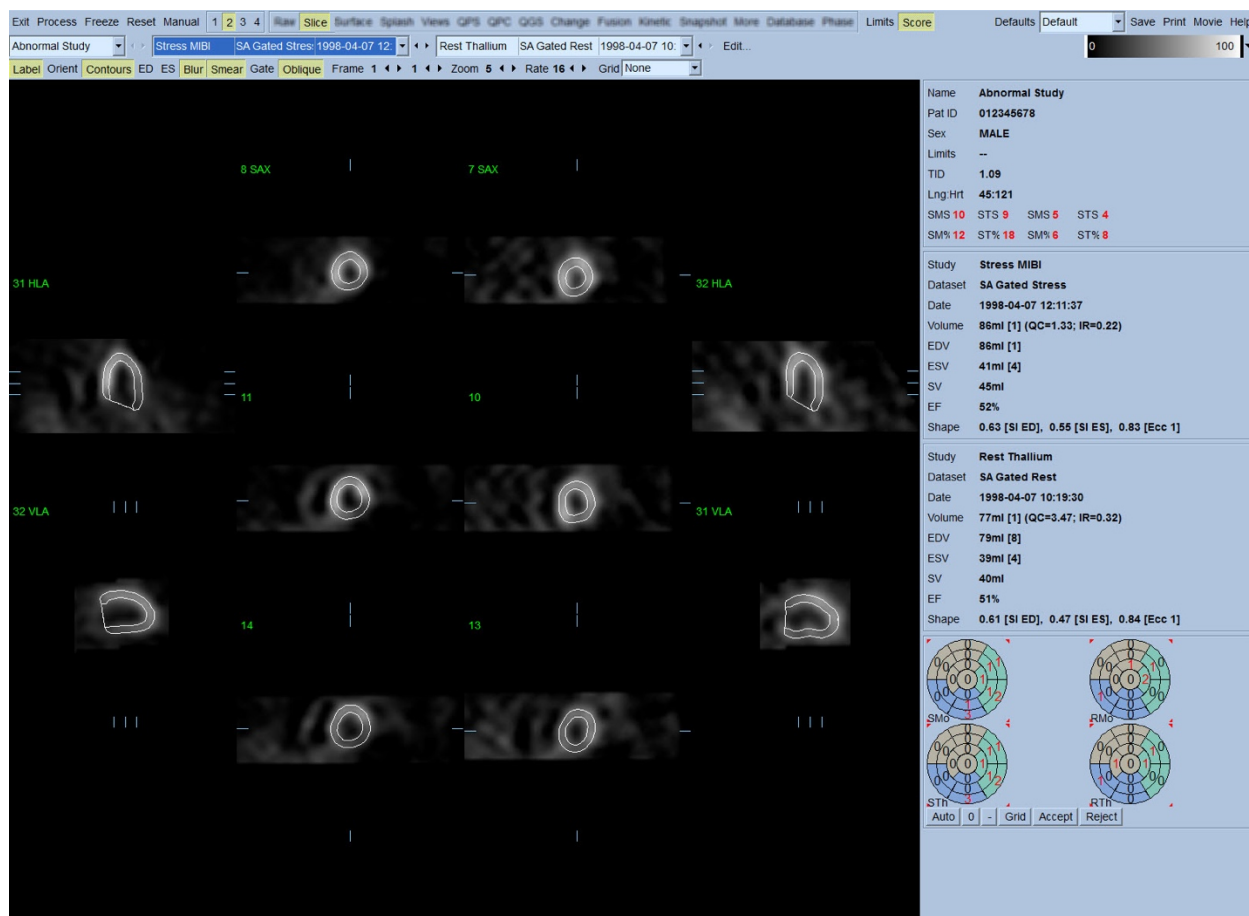 Exit Process Freeze Reset Manual 1 2 3 4 Raw Slice Surface Splash Views QPS QPC QGS Change Fusion Kinetic Snapshot More Database Phase Limits Score Defaults Default Save Print Movie Help
Abnormal Study Stress MIBI SA Gated Stres 1998-04-07 12: Rest Thallium SA Gated Rest 1998-04-07 10: Edit...
0 100
Label Orient Contours ED ES Blur Smear Gate Oblique Frame 1 1 Zoom 5 Rate 16 Grid None
8 SAX 7 SAX
31 HLA 32 HLA
11 10
32 VLA 31 VLA
14 13
Name Abnormal Study
Pat ID 012345678
Sex MALE
Limits --
TID 1.09
Lng:Hrt 45:121
SMS 10 STS 9 SMS 5 STS 4
SM% 12 ST% 18 SM% 6 ST% 8
Study Stress MIBI
Dataset SA Gated Stress
Date 1998-04-07 12:11:37
Volume 86ml [1] (QC=1.33; IR=0.22)
EDV 86ml [1]
ESV 41ml [4]
SV 45ml
EF 52%
Shape 0.63 [SI ED], 0.55 [SI ES], 0.83 [Ecc 1]
Study Rest Thallium
Dataset SA Gated Rest
Date 1998-04-07 10:19:30
Volume 77ml [1] (QC=3.47; IR=0.32)
EDV 79ml [8]
ESV 39ml [4]
SV 40ml
EF 51%
Shape 0.61 [SI ED], 0.47 [SI ES], 0.84 [Ecc 1]
SMo RMo
STh RTh
Auto 0 - Grid Accept Reject